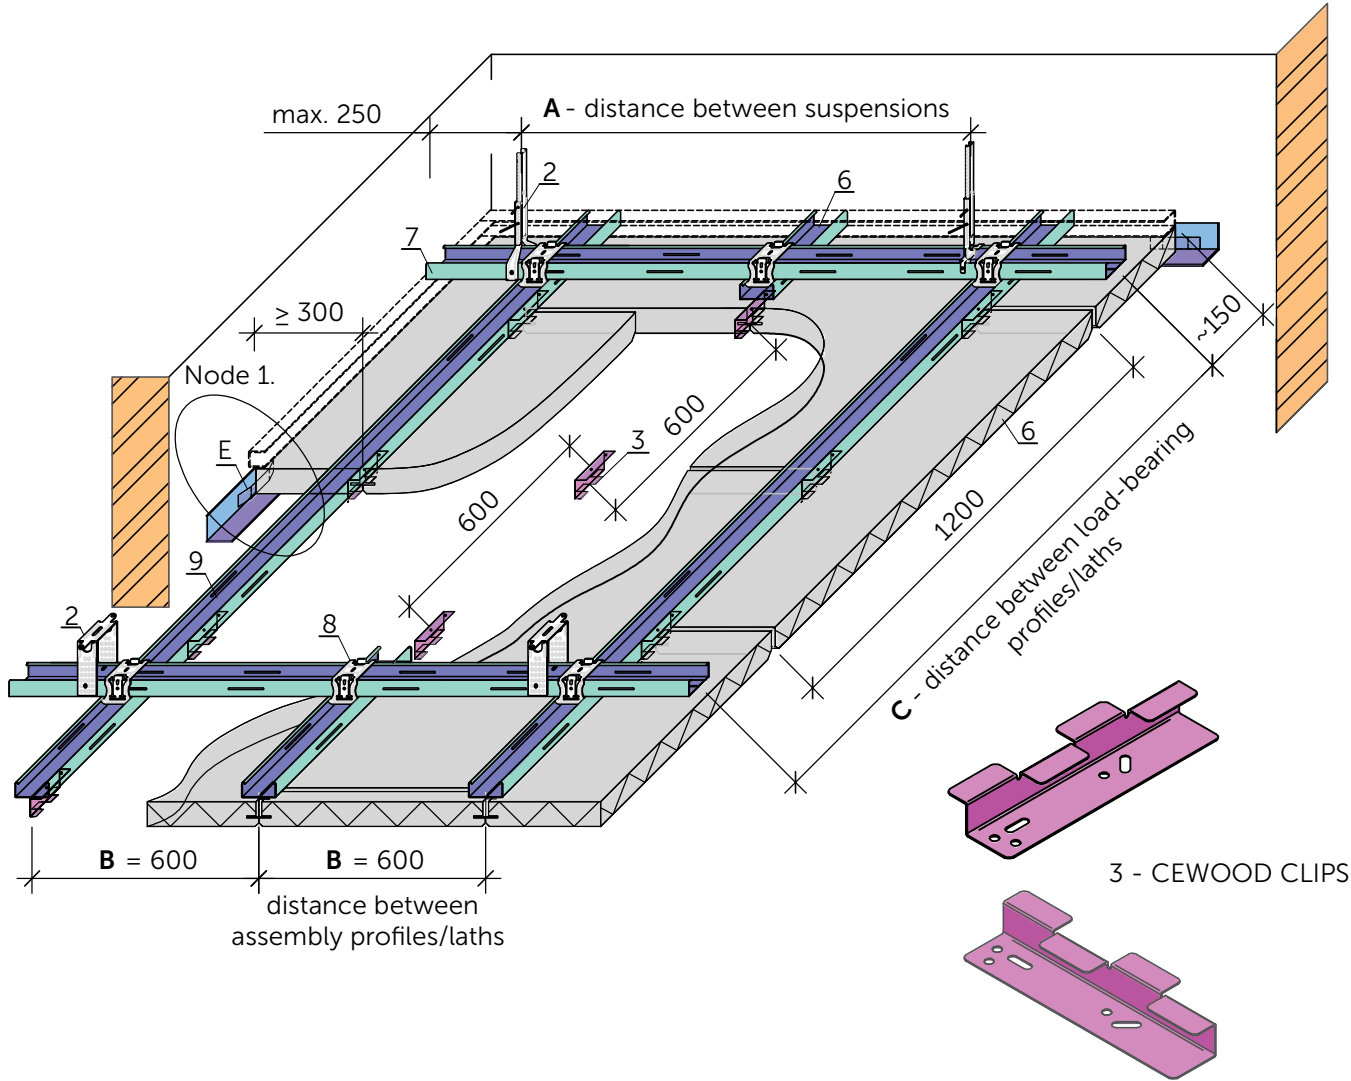 max. 250
A - distance between suspensions
2
6
7
≥ 300
~150
Node 1.
600
3
6
E
600
1200
C - distance between load-bearing
profiles/laths
9
2
8
B = 600
B = 600
distance between
assembly profiles/laths
3 - CEWOOD CLIPS